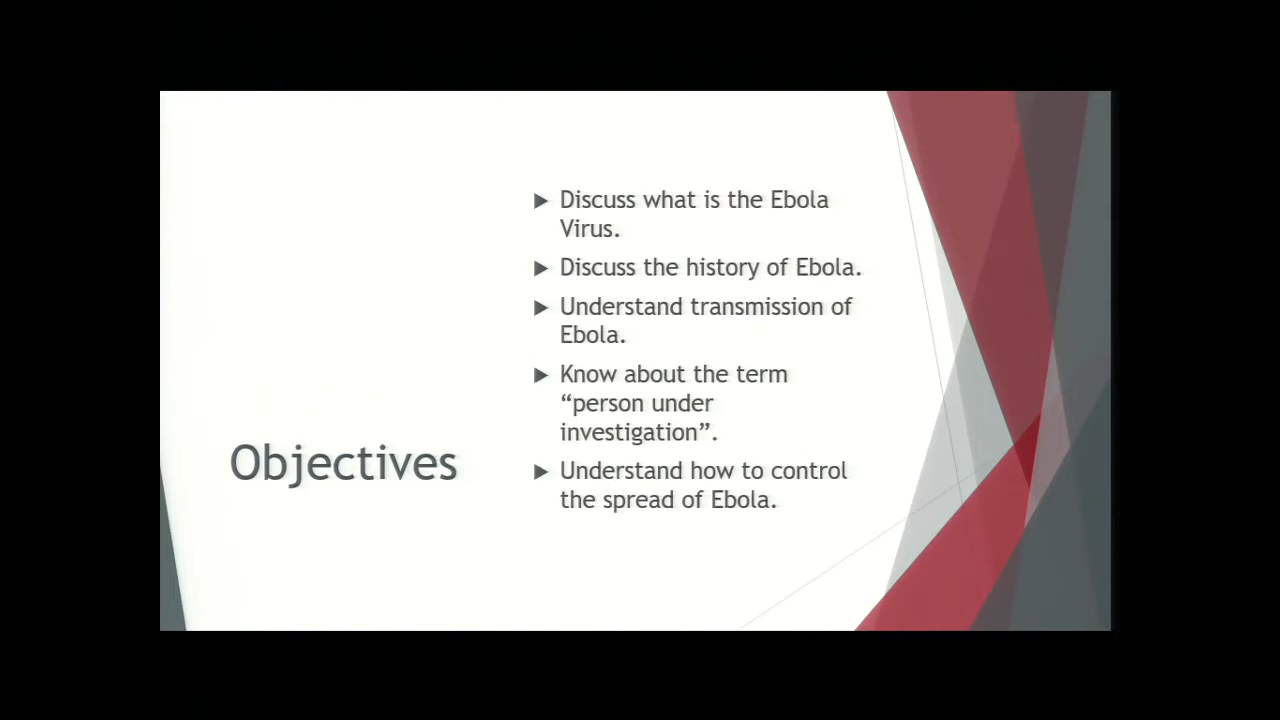 Objectives
Discuss what is the Ebola
Virus.
Discuss the history of Ebola.
Understand transmission of
Ebola.
Know about the term
“person under
investigation”.
Understand how to control
the spread of Ebola.